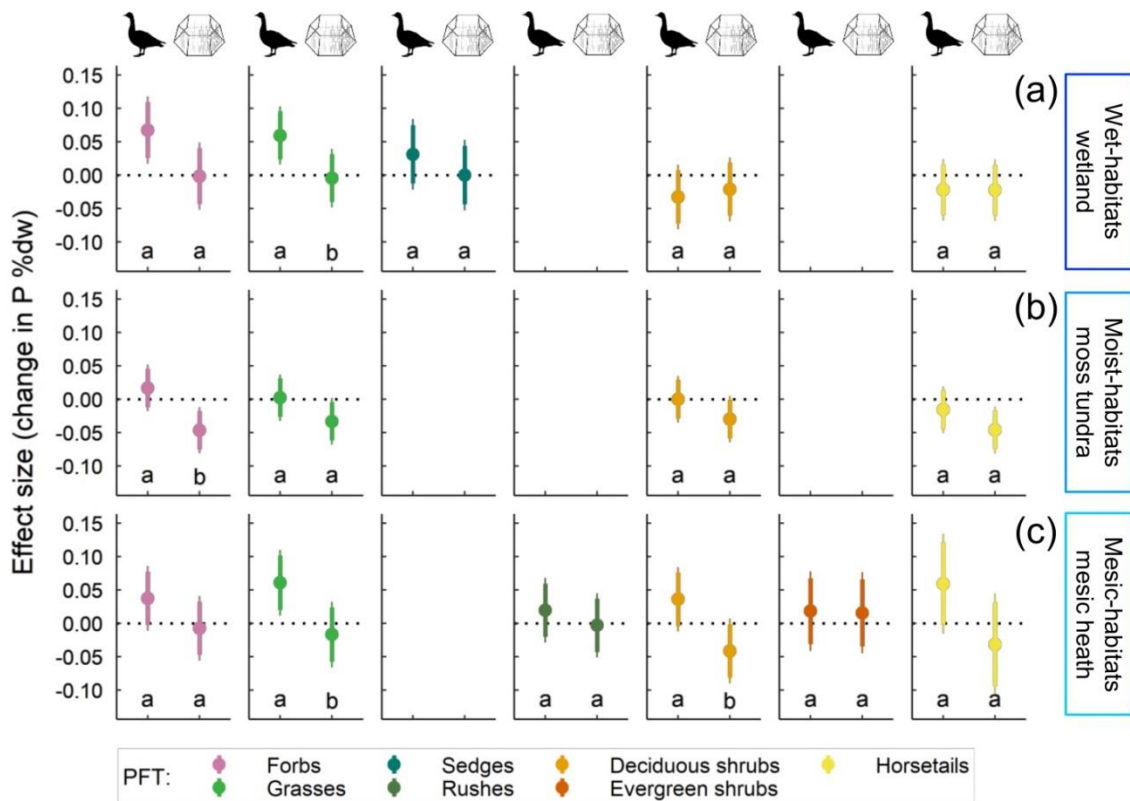 (a)
0.15
0.10
0.05
0.00
-0.05
-0.10
a a a b a a a a a a
Wet-habitats
wetland
(b)
0.15
0.10
0.05
0.00
-0.05
-0.10
a b a a a a a a
Moist-habitats
moss tundra
(c)
0.15
0.10
0.05
0.00
-0.05
-0.10
a a a b a a a b a a a a
Mesic-habitats
mesic heath
Effect size (change in P %dw)
PFT: Forbs Sedges Deciduous shrubs Horsetails
Grasses Rushes Evergreen shrubs